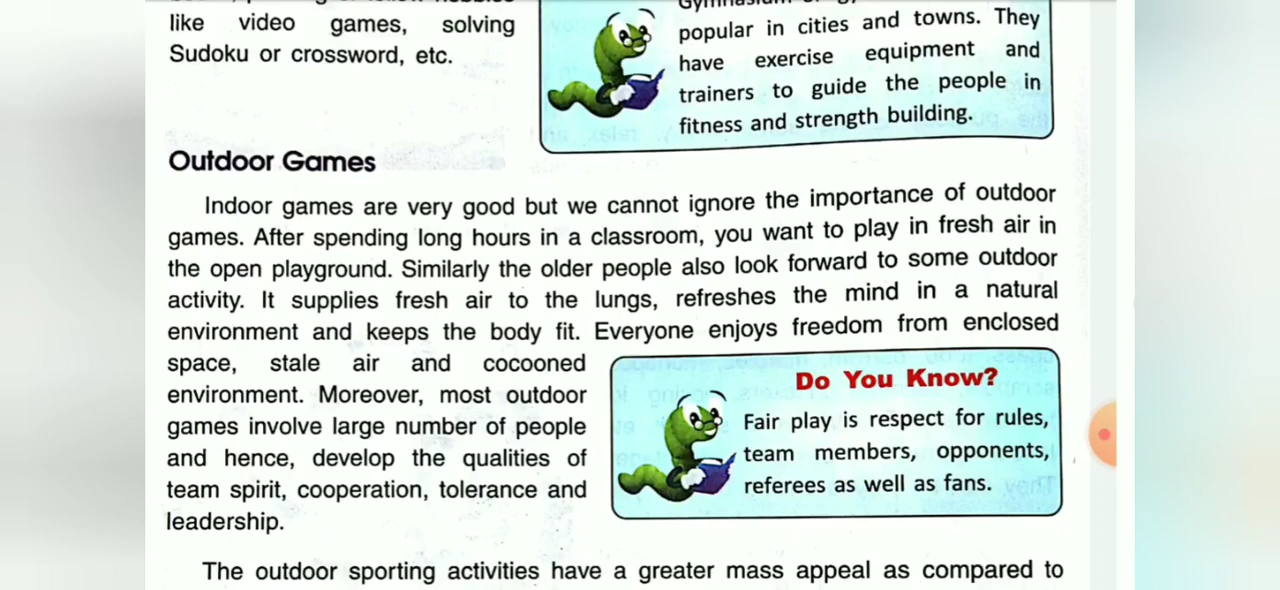 like video games, solving
Sudoku or crossword, etc.
popular in cities and towns. They
have exercise equipment and
trainers to guide the people in
fitness and strength building.
Outdoor Games
Indoor games are very good but we cannot ignore the importance of outdoor
games. After spending long hours in a classroom, you want to play in fresh air in
the open playground. Similarly the older people also look forward to some outdoor
activity. It supplies fresh air to the lungs, refreshes the mind in a natural
environment and keeps the body fit. Everyone enjoys freedom from enclosed
space, stale air and cocooned
environment. Moreover, most outdoor
games involve large number of people
and hence, develop the qualities of
team spirit, cooperation, tolerance and
leadership.
Do You Know?
Fair play is respect for rules,
team members, opponents,
referees as well as fans.
The outdoor sporting activities have a greater mass appeal as compared to